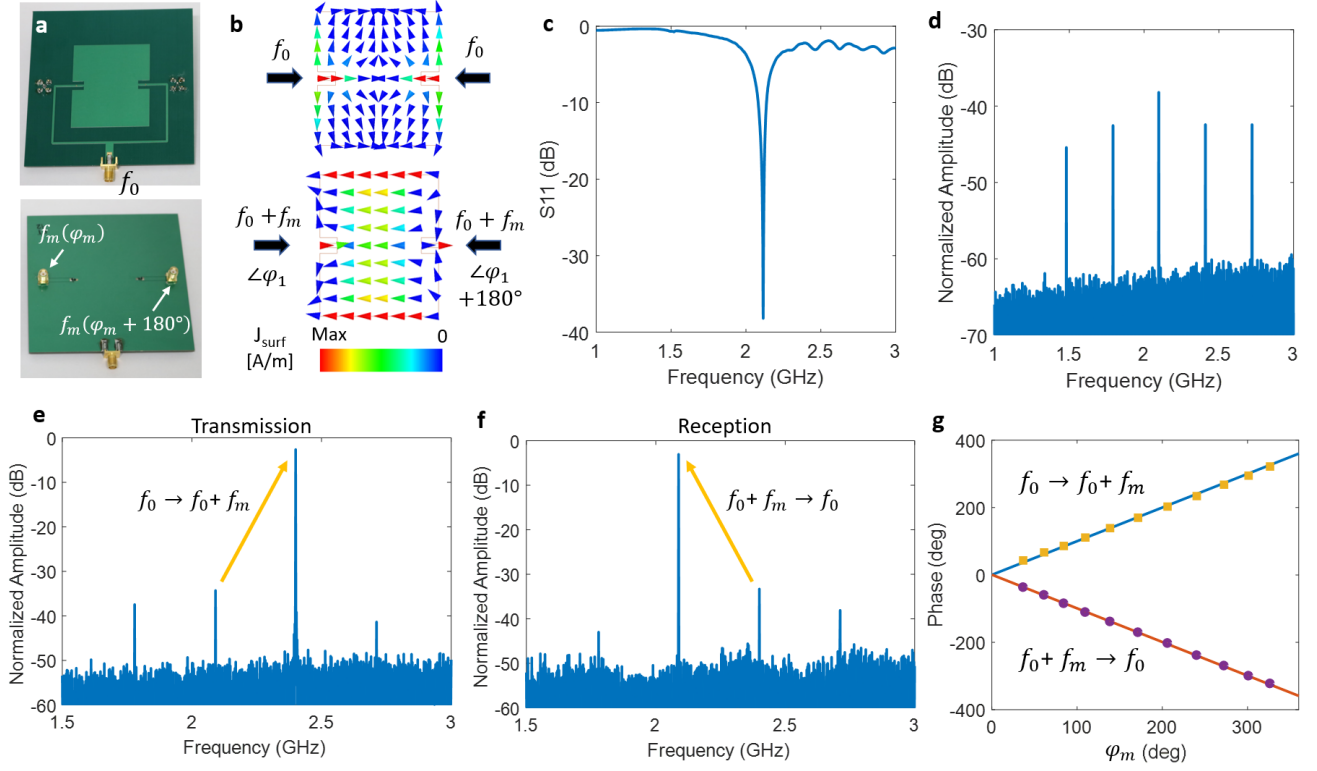 a
f₀
fₘ(φₘ)
fₘ(φₘ + 180°)
b
f₀
f₀
f₀ + fₘ
∠φ₁
f₀ + fₘ
∠φ₁
+180°
J_surf
[A/m]
Max
0
c
0
-10
-20
-30
-40
S11 (dB)
1
1.5
2
2.5
3
Frequency (GHz)
d
-30
-40
-50
-60
-70
Normalized Amplitude (dB)
1
1.5
2
2.5
3
Frequency (GHz)
e
Transmission
0
-10
-20
-30
-40
-50
-60
Normalized Amplitude (dB)
f₀ → f₀+ fₘ
1.5
2
2.5
3
Frequency (GHz)
f
Reception
0
-10
-20
-30
-40
-50
-60
Normalized Amplitude (dB)
f₀+ fₘ → f₀
1.5
2
2.5
3
Frequency (GHz)
g
400
200
0
-200
-400
Phase (deg)
f₀ → f₀+ fₘ
f₀+ fₘ → f₀
0
100
200
300
φₘ (deg)